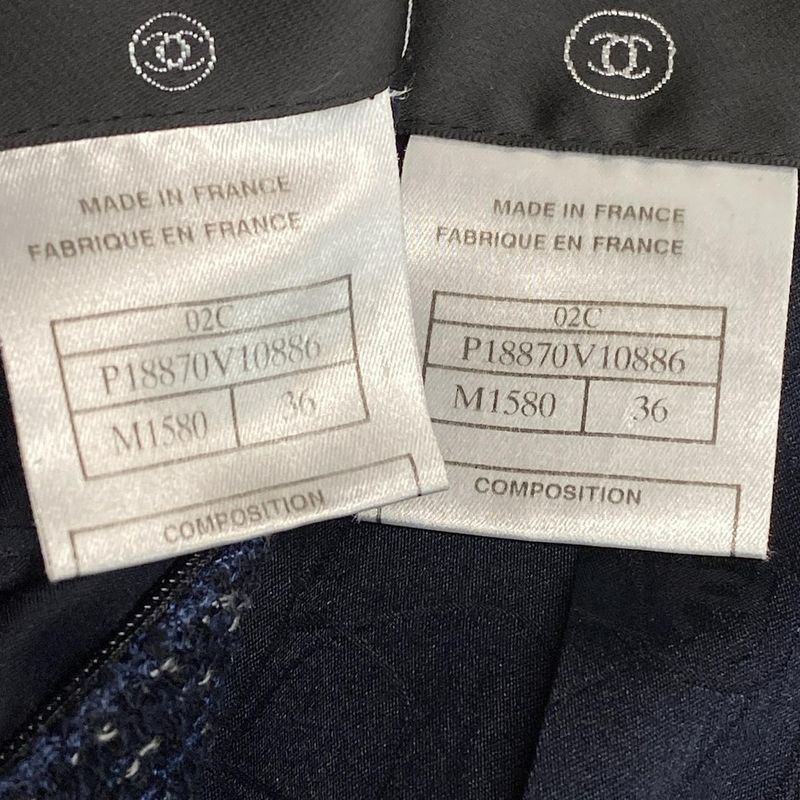 MADE IN FRANCE
FABRIQUE EN FRANCE
02C
P18870V10886
M1580 36
COMPOSITION
MADE IN FRANCE
FABRIQUE EN FRANCE
02C
P18870V10886
M1580 36
COMPOSITION